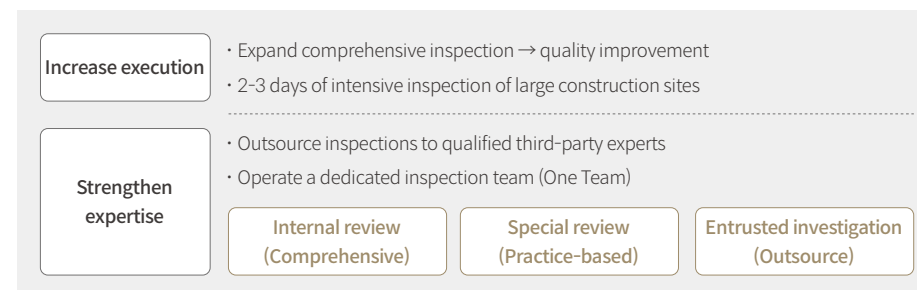 Increase execution
· Expand comprehensive inspection → quality improvement
· 2-3 days of intensive inspection of large construction sites
Strengthen
expertise
· Outsource inspections to qualified third-party experts
· Operate a dedicated inspection team (One Team)
Internal review
(Comprehensive)
Special review
(Practice-based)
Entrusted investigation
(Outsource)